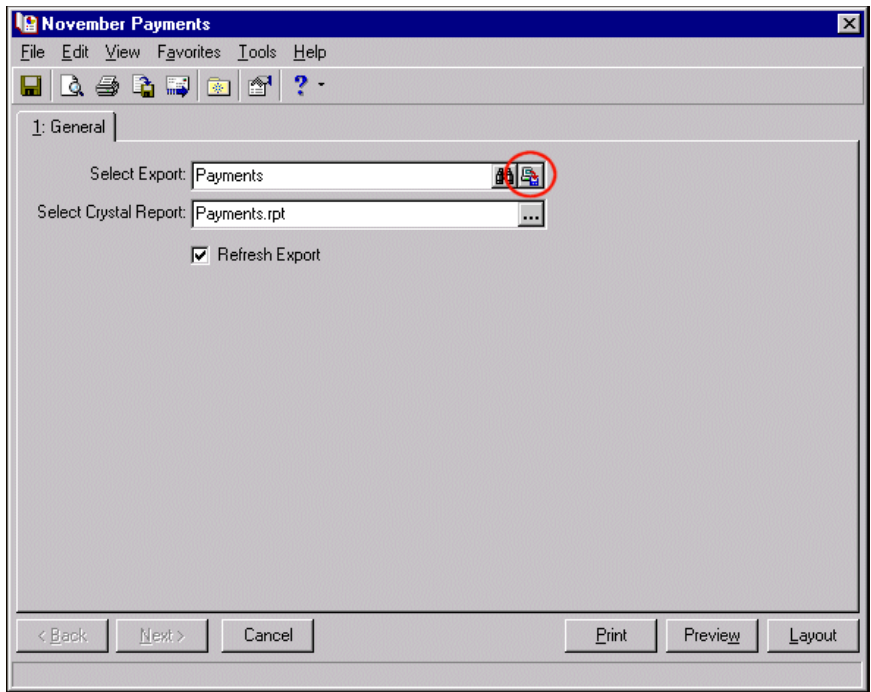 November Payments
File Edit View Favorites Tools Help
?
1: General
Select Export: Payments
Select Crystal Report: Payments.rpt ...
Refresh Export
< Back Next > Cancel Print Preview Layout